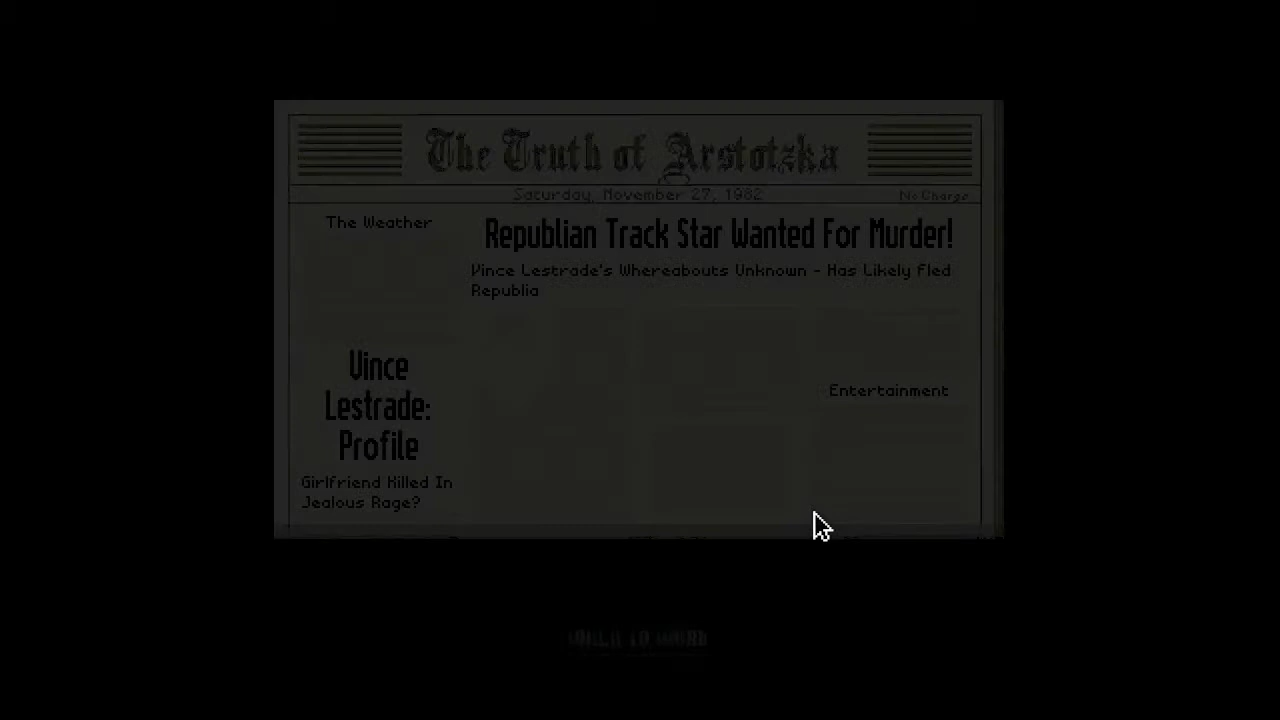 The Truth of Arstotzka
Saturday, November 27, 1982
No Charge
The Weather
Republian Track Star Wanted For Murder!
Vince Lestrade's Whereabouts Unknown - Has Likely Fled
Republia
Vince
Lestrade:
Profile
Girlfriend Killed In
Jealous Rage?
Entertainment